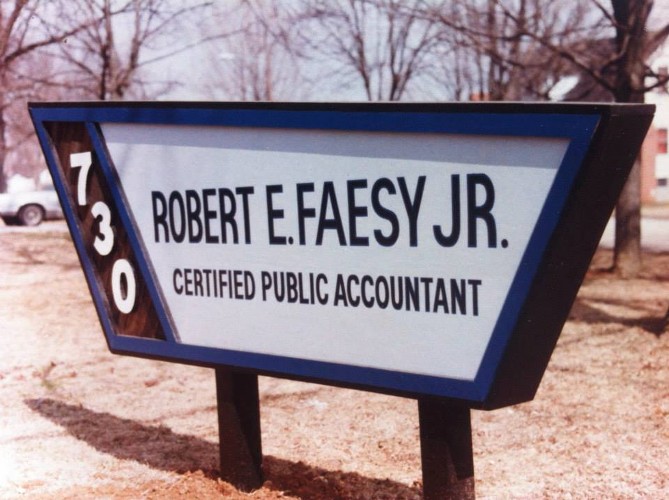 730
ROBERT E. FAESY JR.
CERTIFIED PUBLIC ACCOUNTANT